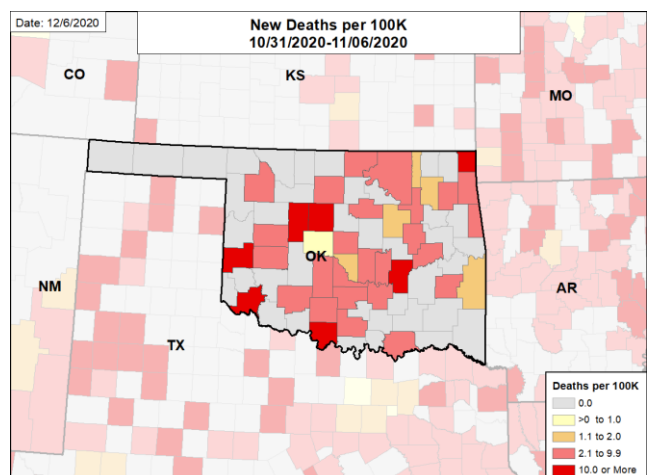 Date: 12/6/2020
New Deaths per 100K
10/31/2020-11/06/2020
CO
KS
MO
OK
NM
AR
TX
Deaths per 100K
0.0
>0 to 1.0
1.1 to 2.0
2.1 to 9.9
10.0 or More